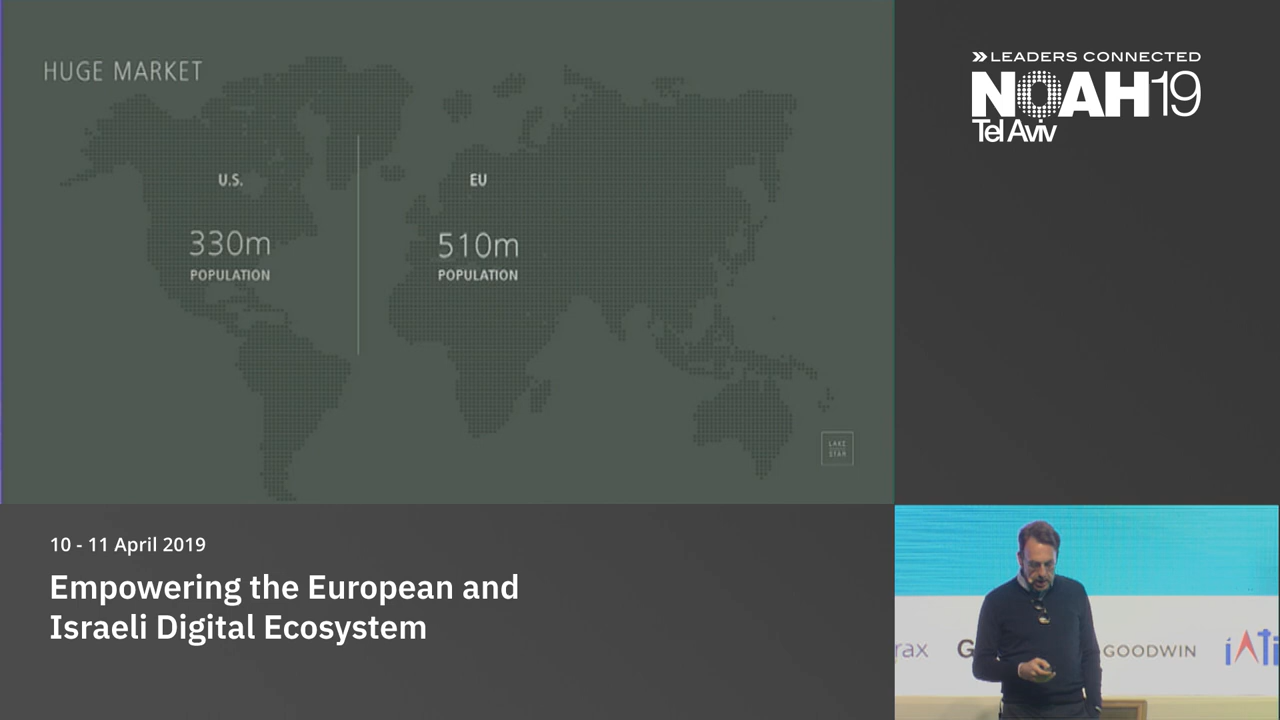 HUGE MARKET
U.S.
330m
POPULATION
EU
510m
POPULATION
LAKE
STAR
LEADERS CONNECTED
NOAH19
Tel Aviv
10 - 11 April 2019
Empowering the European and
Israeli Digital Ecosystem
rax
G
GOODWIN
iATi